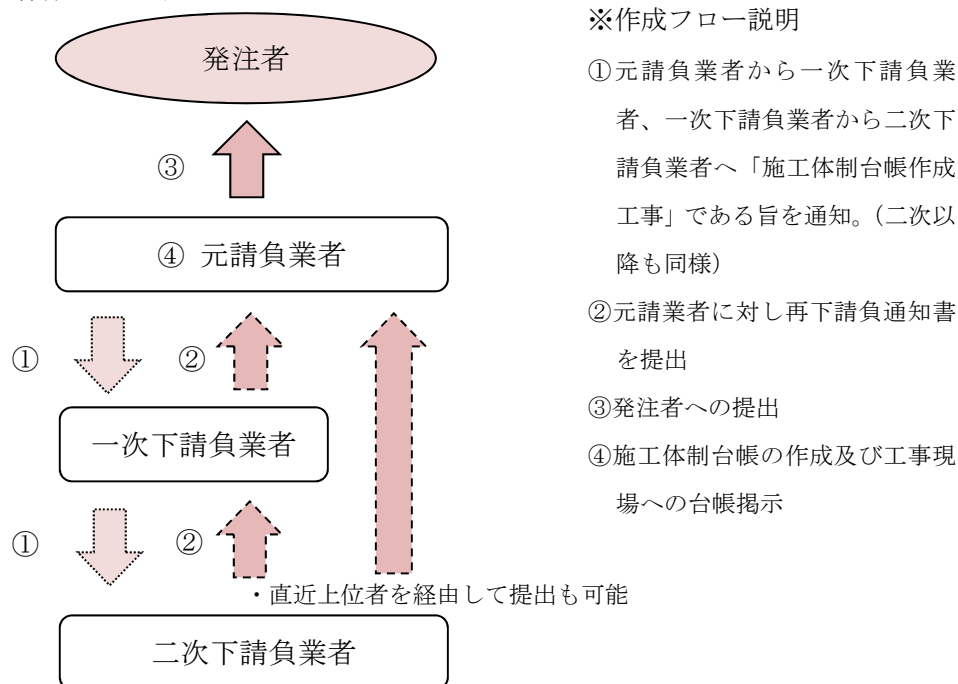 発注者
③
④ 元請負業者
①
②
一次下請負業者
①
②
・直近上位者を経由して提出も可能
二次下請負業者
※作成フロー説明
①元請負業者から一次下請負業
者、一次下請負業者から二次下
請負業者へ「施工体制台帳作成
工事」である旨を通知。（二次以
降も同様）
②元請業者に対し再下請負通知書
を提出
③発注者への提出
④施工体制台帳の作成及び工事現
場への台帳掲示